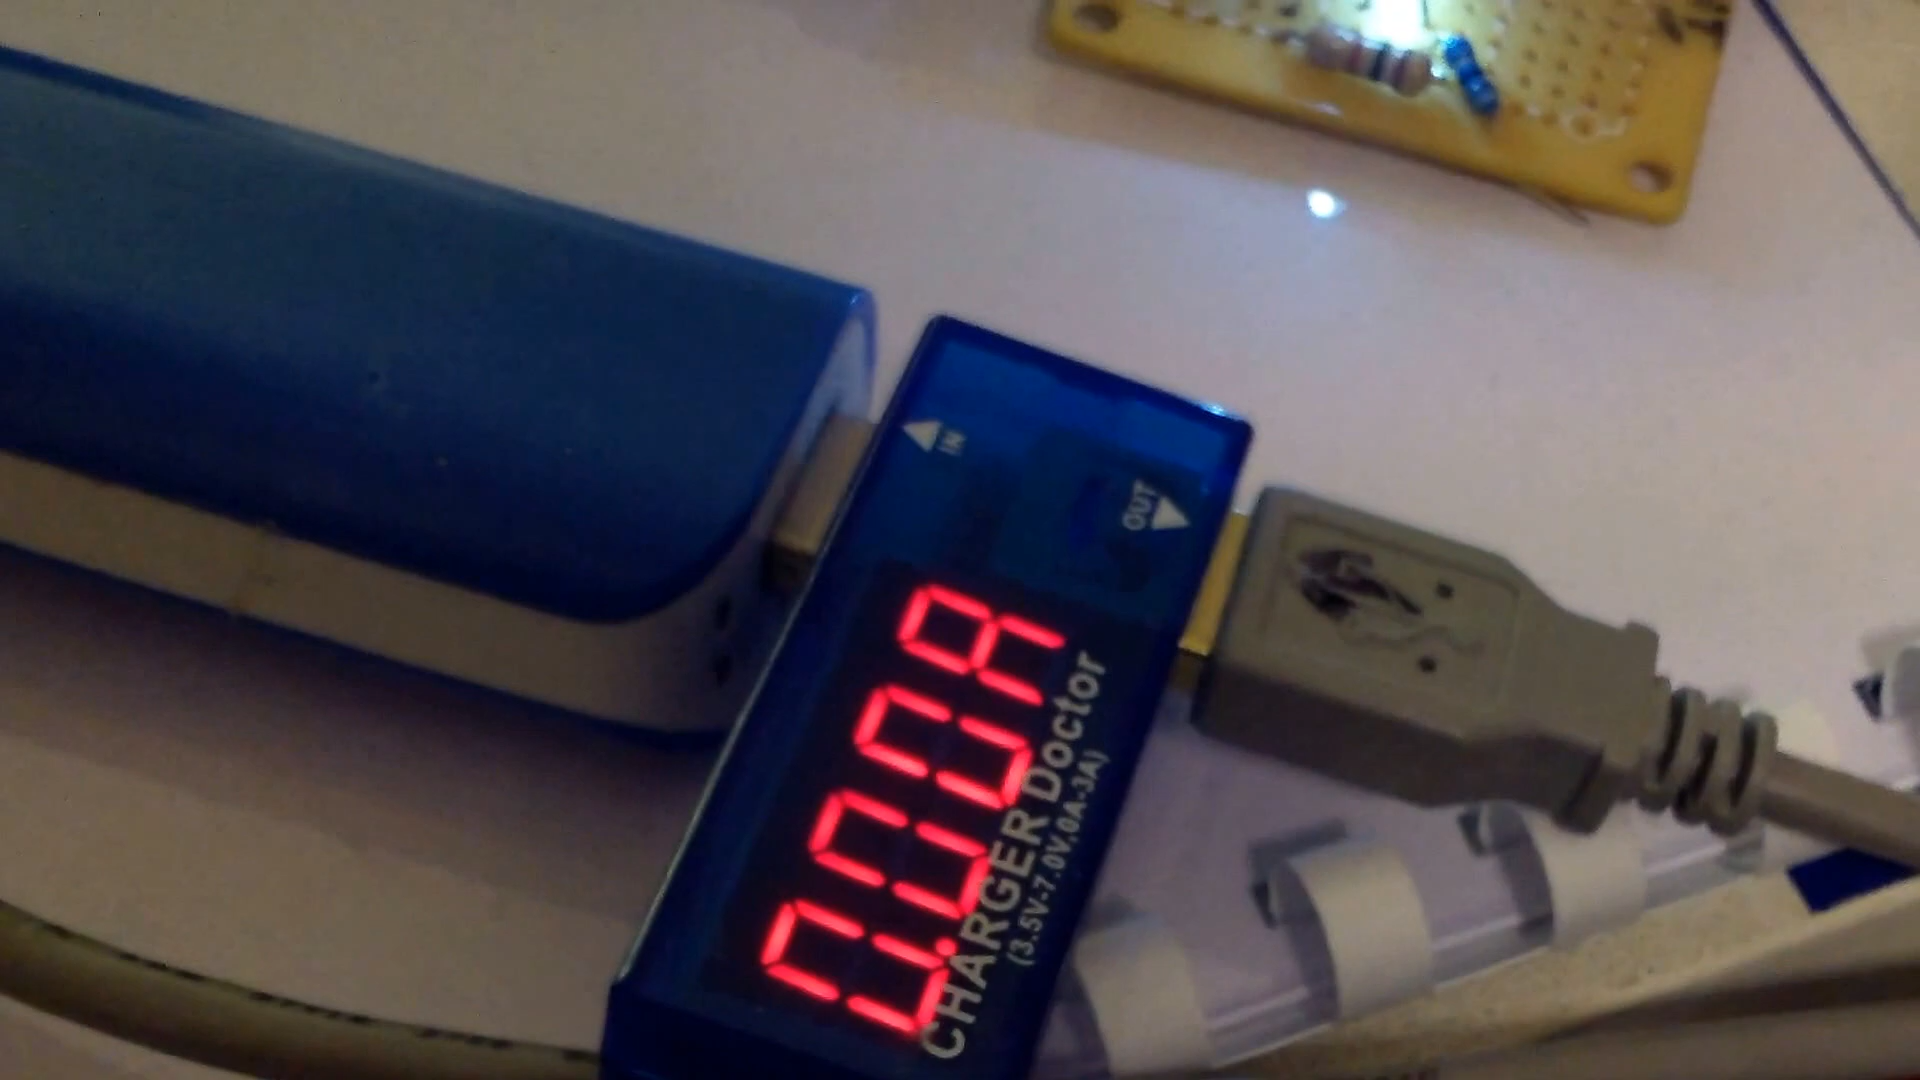 IN
OUT
0.00A
CHARGER Doctor
(3.5V-7.0V,0A-3A)